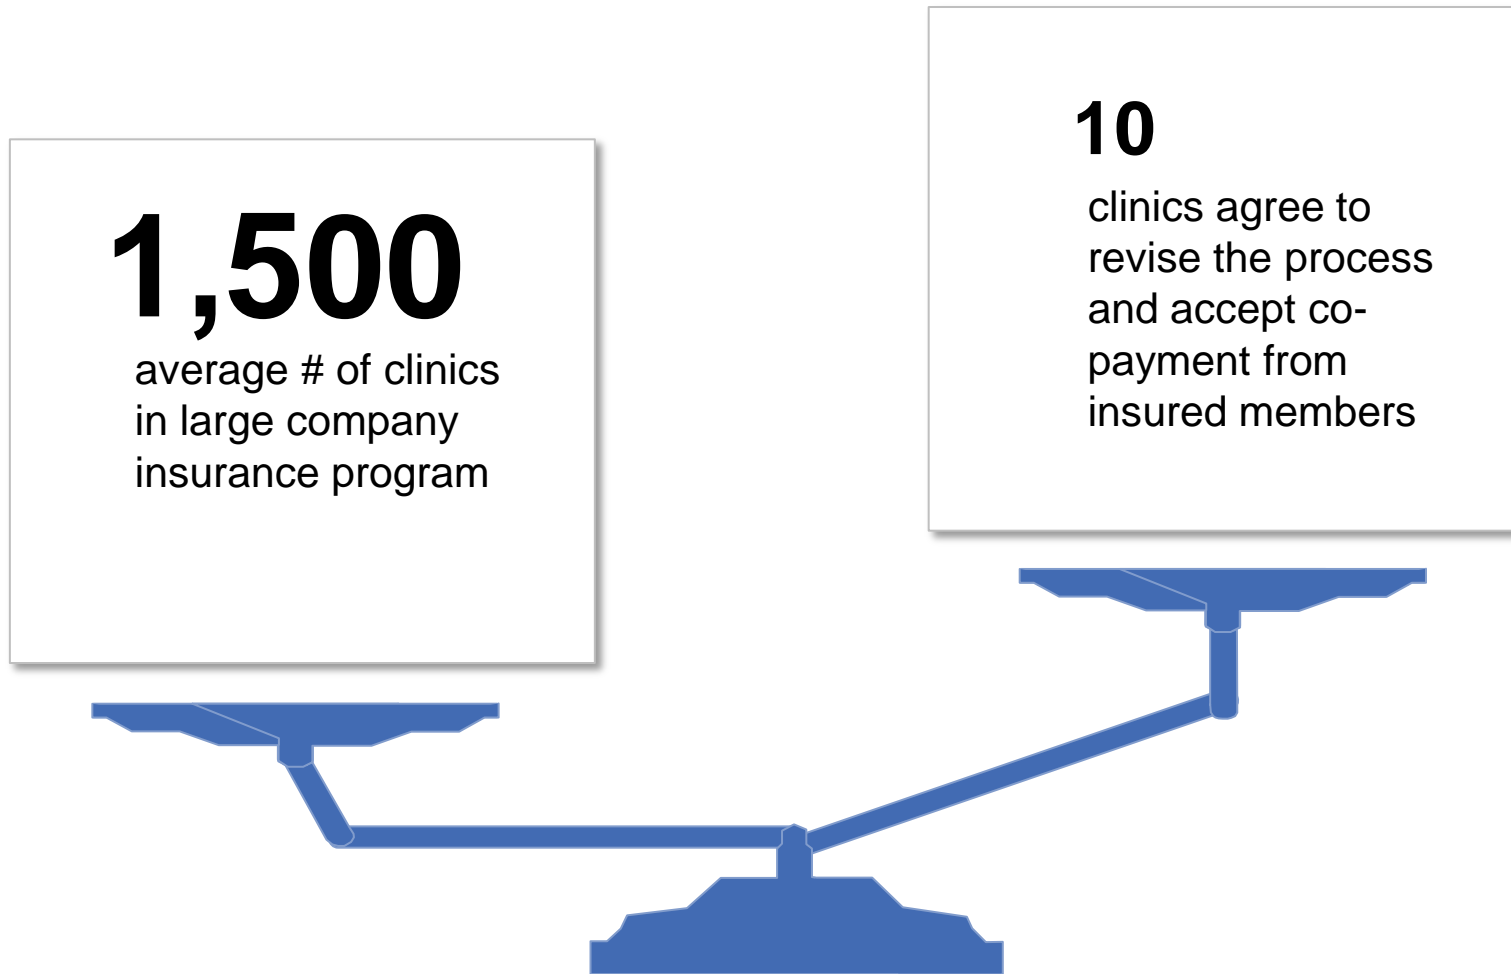 1,500
average # of clinics
in large company
insurance program
10
clinics agree to
revise the process
and accept co-
payment from
insured members